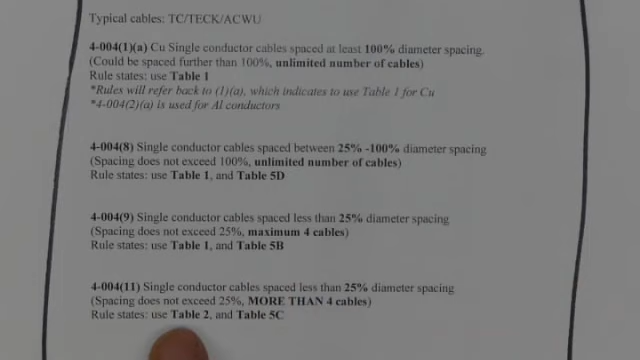 Typical cables: TC/TECK/ACWU
4-004(1)(a) Cu Single conductor cables spaced at least 100% diameter spacing.
(Could be spaced further than 100%, unlimited number of cables)
Rule states: use Table 1
*Rules will refer back to (1)(a), which indicates to use Table 1 for Cu
*4-004(2)(a) is used for Al conductors
4-004(8) Single conductor cables spaced between 25% -100% diameter spacing
(Spacing does not exceed 100%, unlimited number of cables)
Rule states: use Table 1, and Table 5D
4-004(9) Single conductor cables spaced less than 25% diameter spacing
(Spacing does not exceed 25%, maximum 4 cables)
Rule states: use Table 1, and Table 5B
4-004(11) Single conductor cables spaced less than 25% diameter spacing
(Spacing does not exceed 25%, MORE THAN 4 cables)
Rule states: use Table 2, and Table 5C